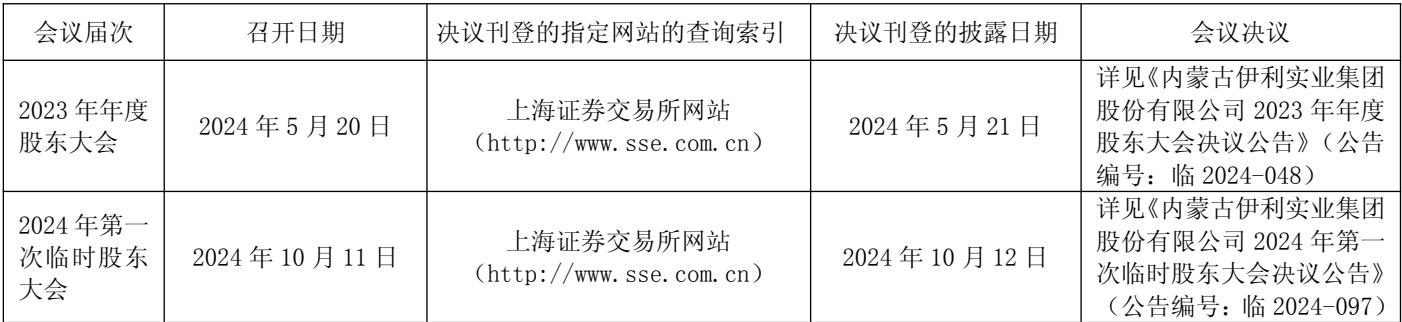 会议届次 召开日期 决议刊登的指定网站的查询索引 决议刊登的披露日期 会议决议
2023 年年度
股东大会
2024 年 5 月 20 日
上海证券交易所网站
（http://www.sse.com.cn）
2024 年 5 月 21 日
详见《内蒙古伊利实业集团
股份有限公司 2023 年年度
股东大会决议公告》（公告
编号：临 2024-048）
2024 年第一
次临时股东
大会
2024 年 10 月 11 日
上海证券交易所网站
（http://www.sse.com.cn）
2024 年 10 月 12 日
详见《内蒙古伊利实业集团
股份有限公司 2024 年第一
次临时股东大会决议公告》
（公告编号：临 2024-097）